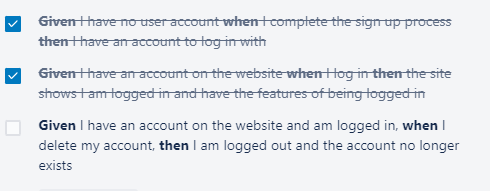 Given I have no user account when I complete the sign up process
then I have an account to log in with
Given I have an account on the website when I log in then the site
shows I am logged in and have the features of being logged in
Given I have an account on the website and am logged in, when I
delete my account, then I am logged out and the account no longer
exists